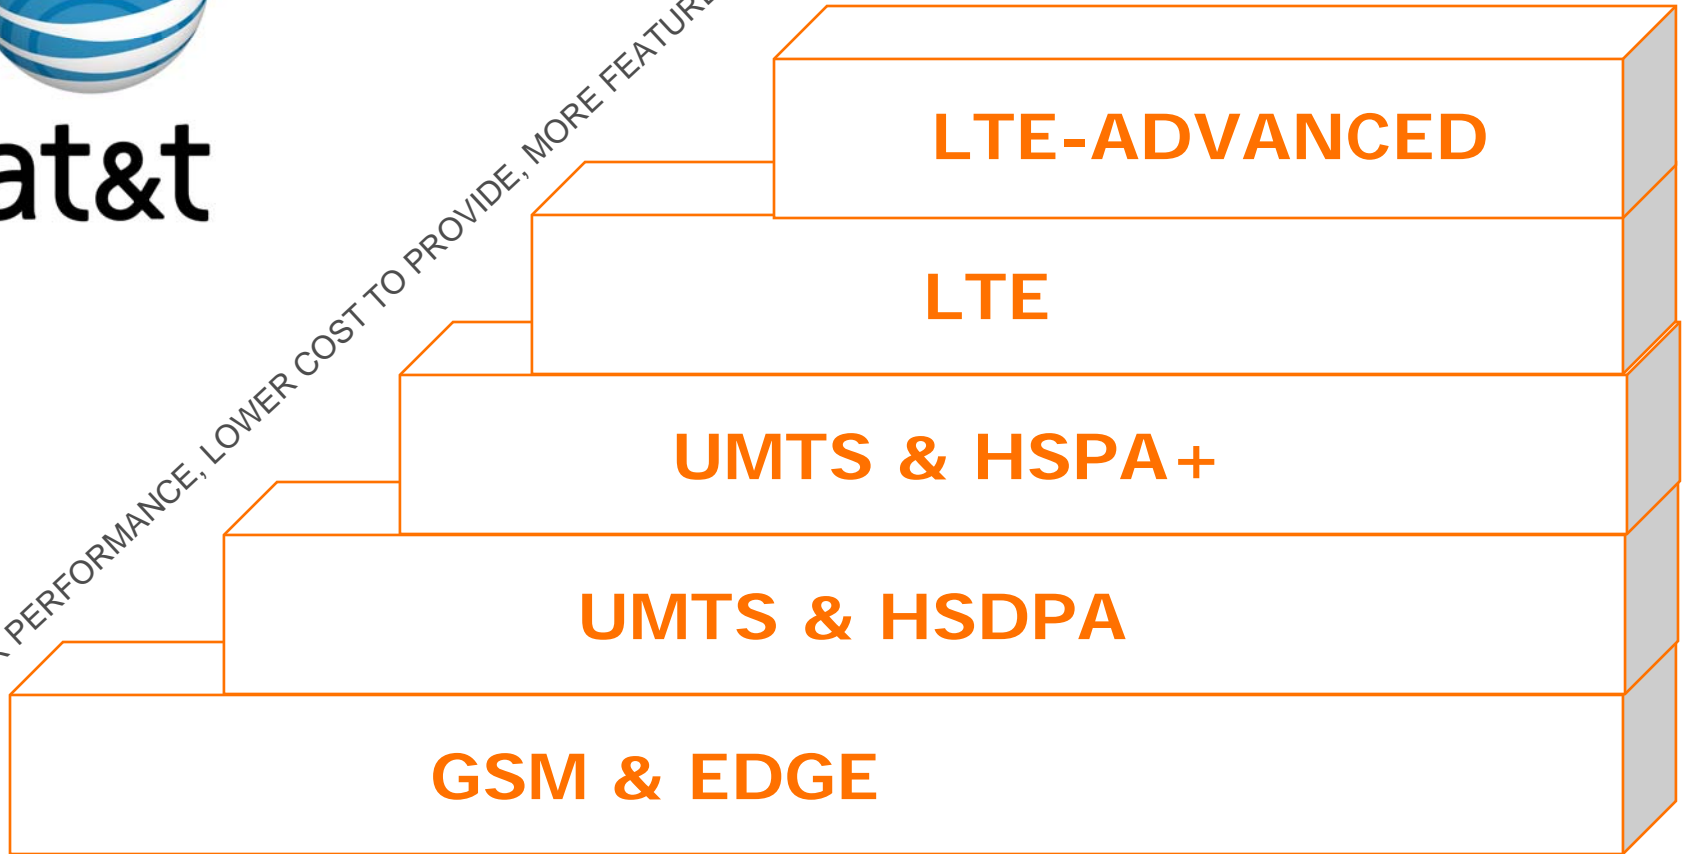 at&t
PERFORMANCE, LOWER COST TO PROVIDE, MORE
LTE-ADVANCED
LTE
UMTS & HSPA+
UMTS & HSDPA
GSM & EDGE